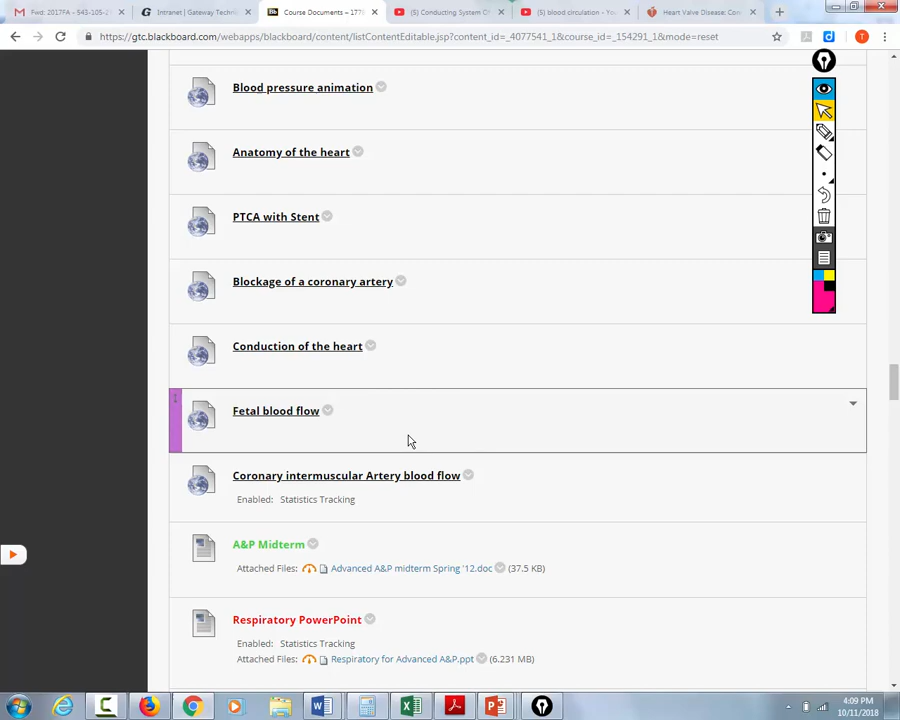 Fwd: 2017FA - 543-105-2
Intranet | Gateway Techni
Course Documents – 177
(5) Conducting System O
(5) blood circulation - You
Heart Valve Disease: Com
https://gtc.blackboard.com/webapps/blackboard/content/listContentEditable.jsp?content_id=_4077541_1&course_id=_154291_1&mode=reset
T
Blood pressure animation
Anatomy of the heart
PTCA with Stent
Blockage of a coronary artery
Conduction of the heart
Fetal blood flow
Coronary intermuscular Artery blood flow
Enabled: Statistics Tracking
A&P Midterm
Attached Files: Advanced A&P midterm Spring '12.doc (37.5 KB)
Respiratory PowerPoint
Enabled: Statistics Tracking
Attached Files: Respiratory for Advanced A&P.ppt (6.231 MB)
4:09 PM
10/11/2018